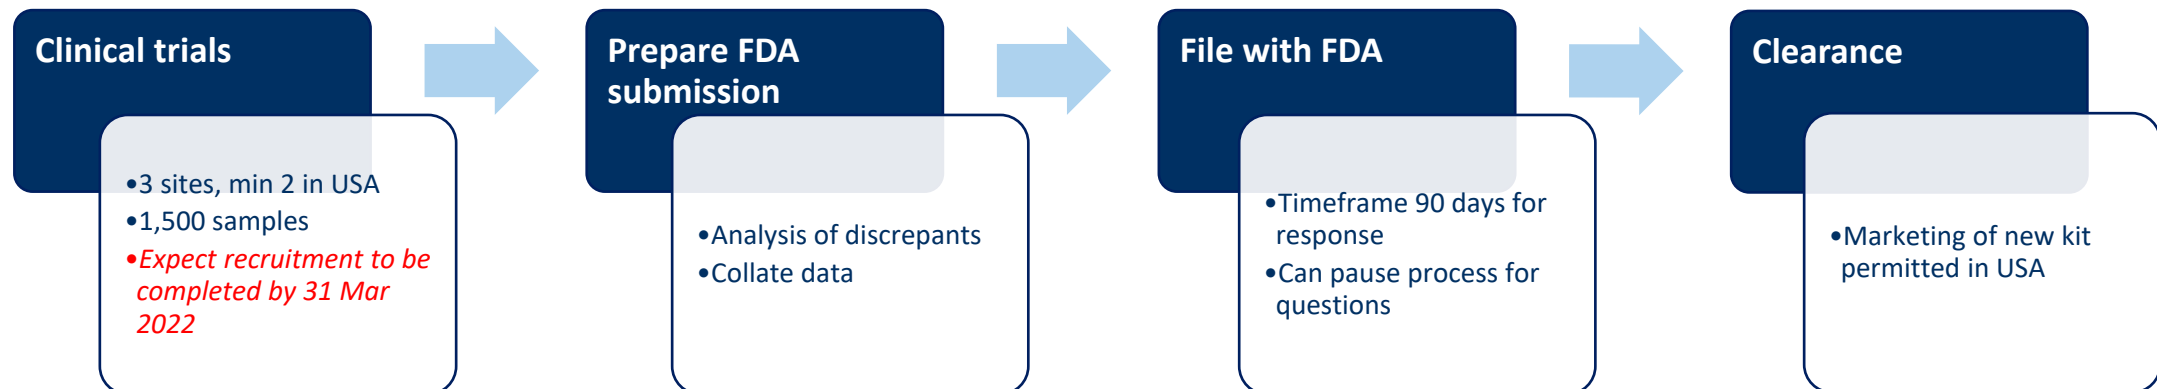 Clinical trials
•3 sites, min 2 in USA
•1,500 samples
•Expect recruitment to be
completed by 31 Mar
2022
Prepare FDA
submission
•Analysis of discrepants
•Collate data
File with FDA
•Timeframe 90 days for
response
•Can pause process for
questions
Clearance
•Marketing of new kit
permitted in USA